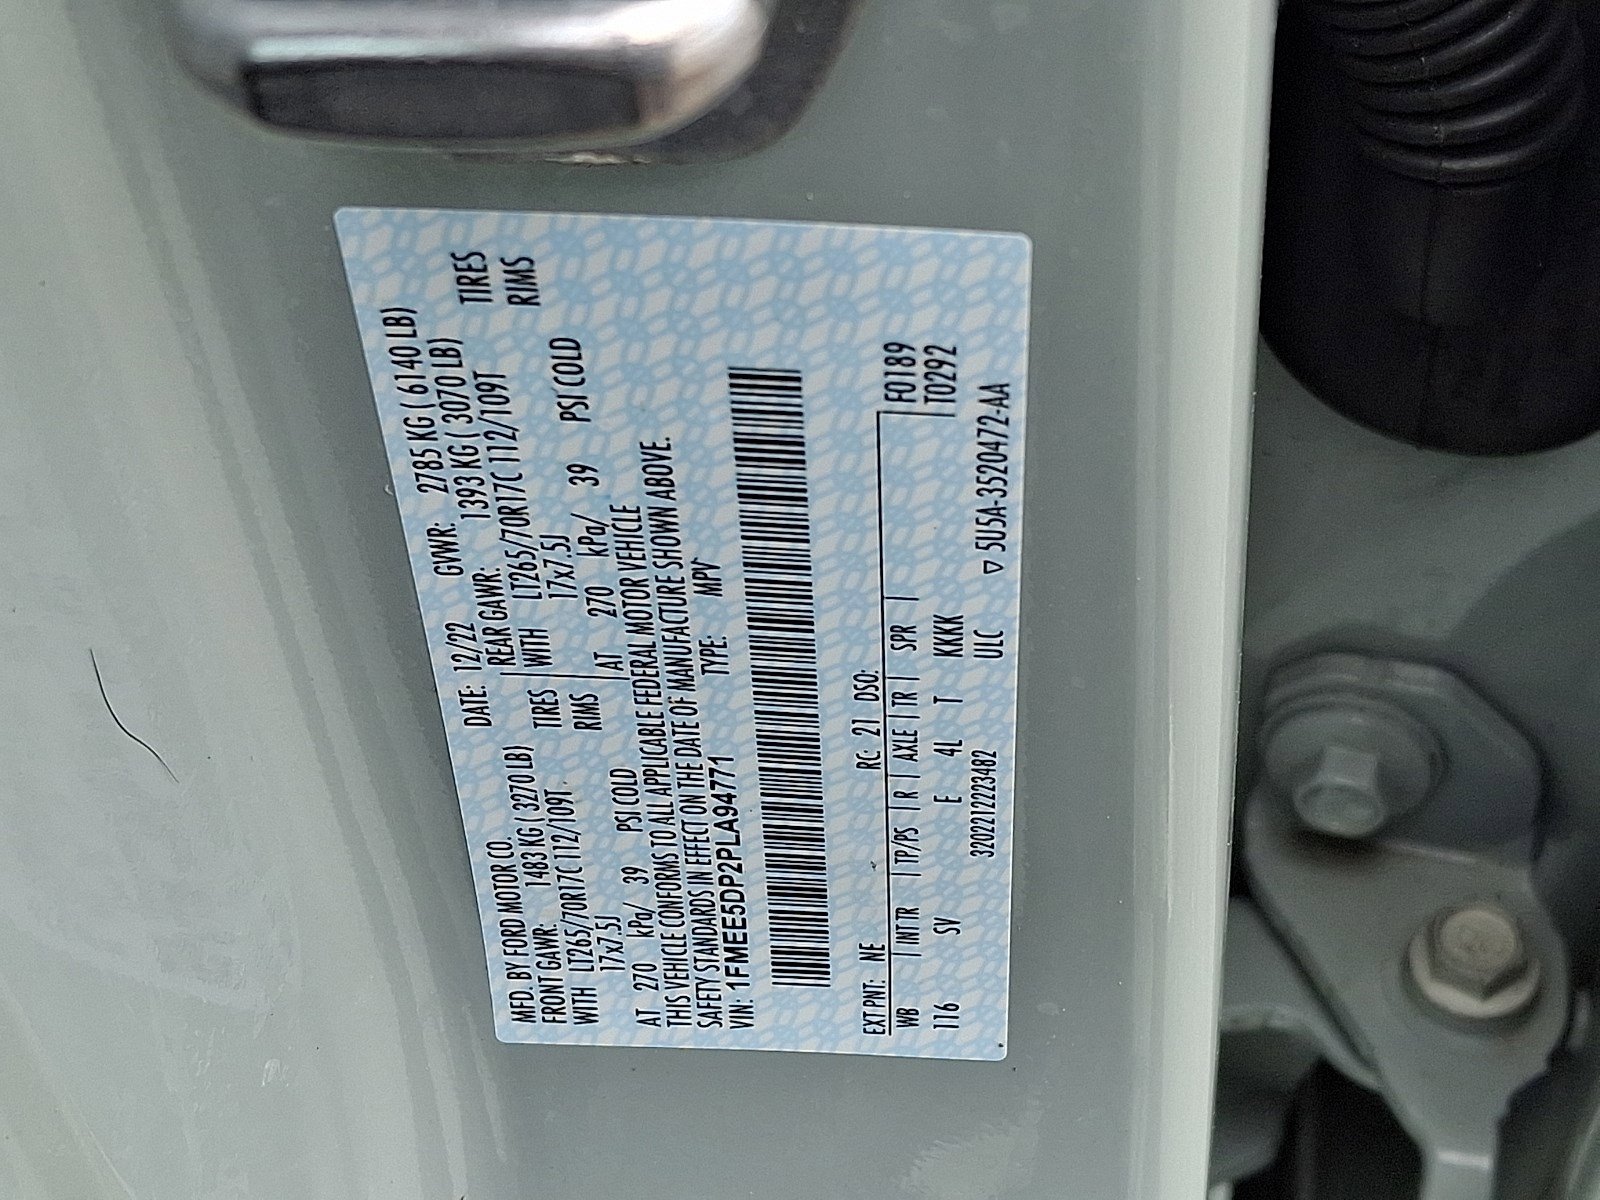 MFD. BY FORD MOTOR CO. DATE: 12/22 GVWR: 2785 KG ( 6140 LB)
FRONT GAWR: 1483 KG ( 3270 LB) REAR GAWR: 1393 KG ( 3070 LB)
WITH LT265/70R17C 112/109T TIRES WITH LT265/70R17C 112/109T TIRES
17x7.5J RIMS 17x7.5J RIMS
AT 270 kPa/ 39 PSI COLD AT 270 kPa/ 39 PSI COLD
THIS VEHICLE CONFORMS TO ALL APPLICABLE FEDERAL MOTOR VEHICLE
SAFETY STANDARDS IN EFFECT ON THE DATE OF MANUFACTURE SHOWN ABOVE.
VIN: 1FMEE5DP2PLA94771 TYPE: MPV
EXT PNT: NE RC: 21 DSO:
WB | INT TR | TP/PS | R | AXLE | TR | SPR | F0189
116 SV E 4L T KKKK T0292
3202212223482 ULC ▽ 5U5A-3520472-AA